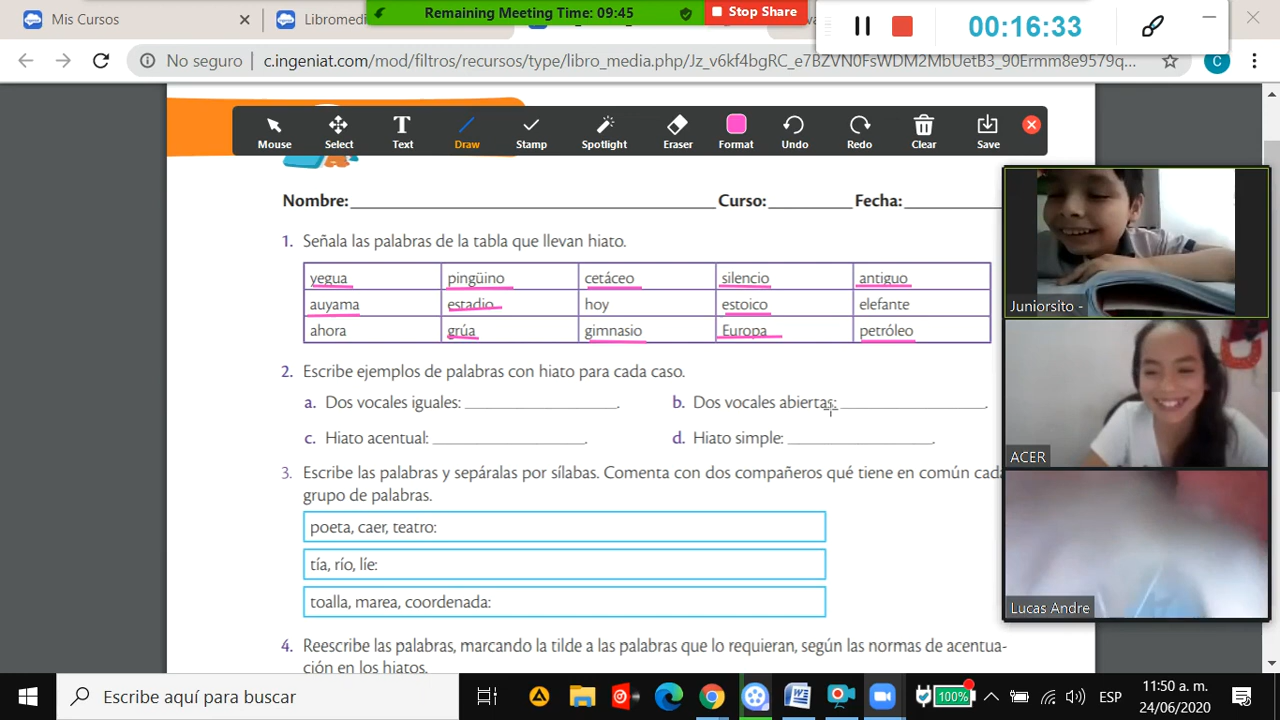 Mis Cursos
Libromedi
Remaining Meeting Time: 09:45
Stop Share
00:16:33
No seguro
c.ingeniat.com/mod/filtros/recursos/type/libro_media.php/Jz_v6kf4bgRC_e7BZVN0FsWDM2MbUetB3_90Ermm8e9579q...
C
Mouse Select Text Draw Stamp Spotlight Eraser Format Undo Redo Clear Save
Nombre: Curso: Fecha:
1. Señala las palabras de la tabla que llevan hiato.
yegua pingüino cetáceo silencio antiguo
auyama estadio hoy estoico elefante
ahora grúa gimnasio Europa petróleo
2. Escribe ejemplos de palabras con hiato para cada caso.
a. Dos vocales iguales: . b. Dos vocales abiertas: .
c. Hiato acentual: . d. Hiato simple: .
3. Escribe las palabras y sepáralas por sílabas. Comenta con dos compañeros qué tiene en común cada
grupo de palabras.
poeta, caer, teatro:
tía, río, líe:
toalla, marea, coordenada:
4. Reescribe las palabras, marcando la tilde a las palabras que lo requieran, según las normas de acentua-
ción en los hiatos.
Juniorsito -
ACER
Lucas Andre
Escribe aquí para buscar
100%
ESP
11:50 a. m.
24/06/2020